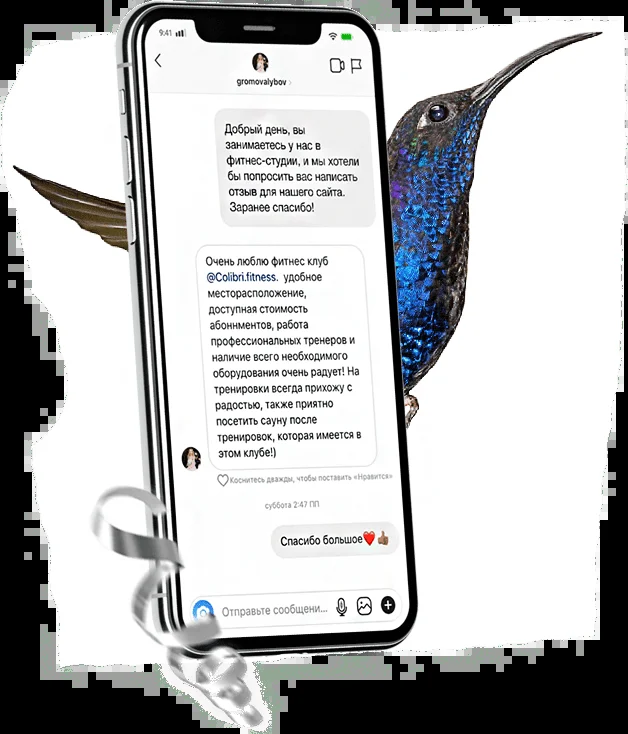 9:41
gromovalybov
Добрый день, вы
занимаетесь у нас в
фитнес-студии, и мы хотели
бы попросить вас написать
отзыв для нашего сайта.
Заранее спасибо!
Очень люблю фитнес клуб
@Colibri.fitness. удобное
месторасположение,
доступная стоимость
абоннментов, работа
профессиональных тренеров и
наличие всего необходимого
оборудования очень радует! На
тренировки всегда прихожу с
радостью, также приятно
посетить сауну после
тренировок, которая имеется в
этом клубе!)
Коснитесь дважды, чтобы поставить «Нравится»
суббота 2:47 ПП
Спасибо большое❤️👍🏽
Отправьте сообщени...